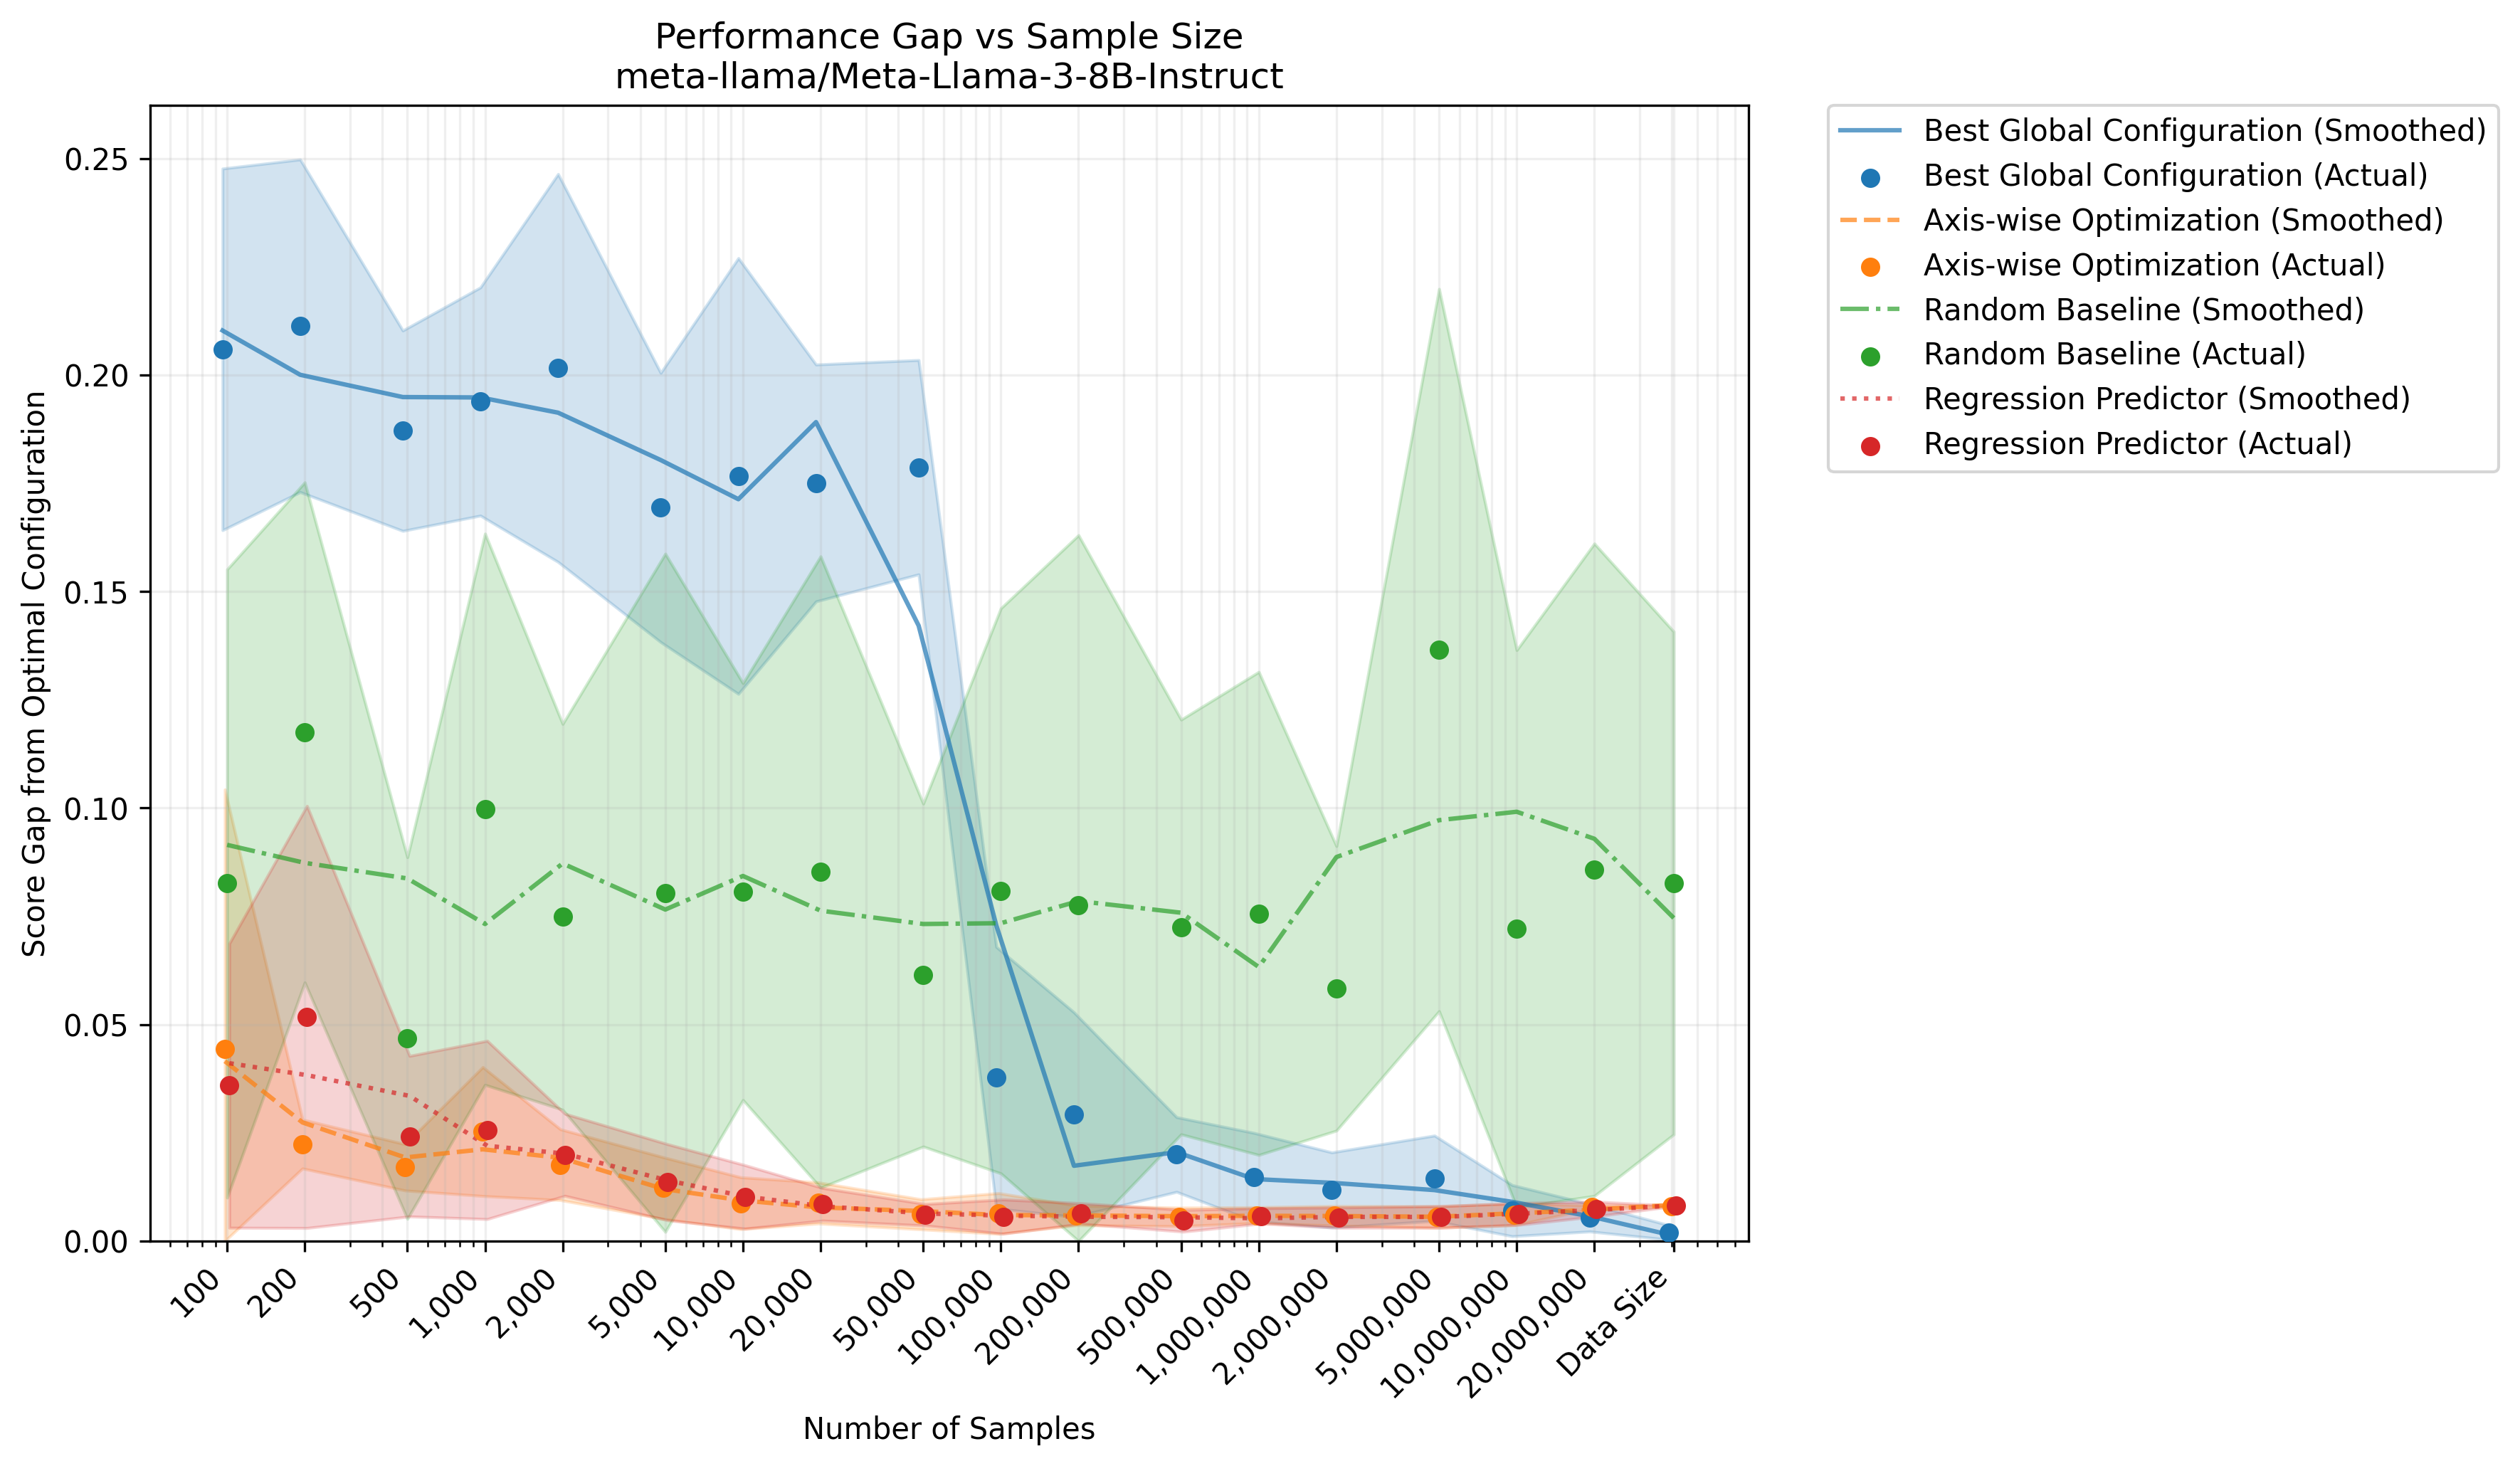 Performance Gap vs Sample Size
meta-llama/Meta-Llama-3-8B-Instruct
Score Gap from Optimal Configuration
0.25
0.20
0.15
0.10
0.05
0.00
100
200
500
1,000
2,000
5,000
10,000
20,000
50,000
100,000
200,000
500,000
1,000,000
2,000,000
5,000,000
10,000,000
20,000,000
Data Size
Number of Samples
Best Global Configuration (Smoothed)
Best Global Configuration (Actual)
Axis-wise Optimization (Smoothed)
Axis-wise Optimization (Actual)
Random Baseline (Smoothed)
Random Baseline (Actual)
Regression Predictor (Smoothed)
Regression Predictor (Actual)